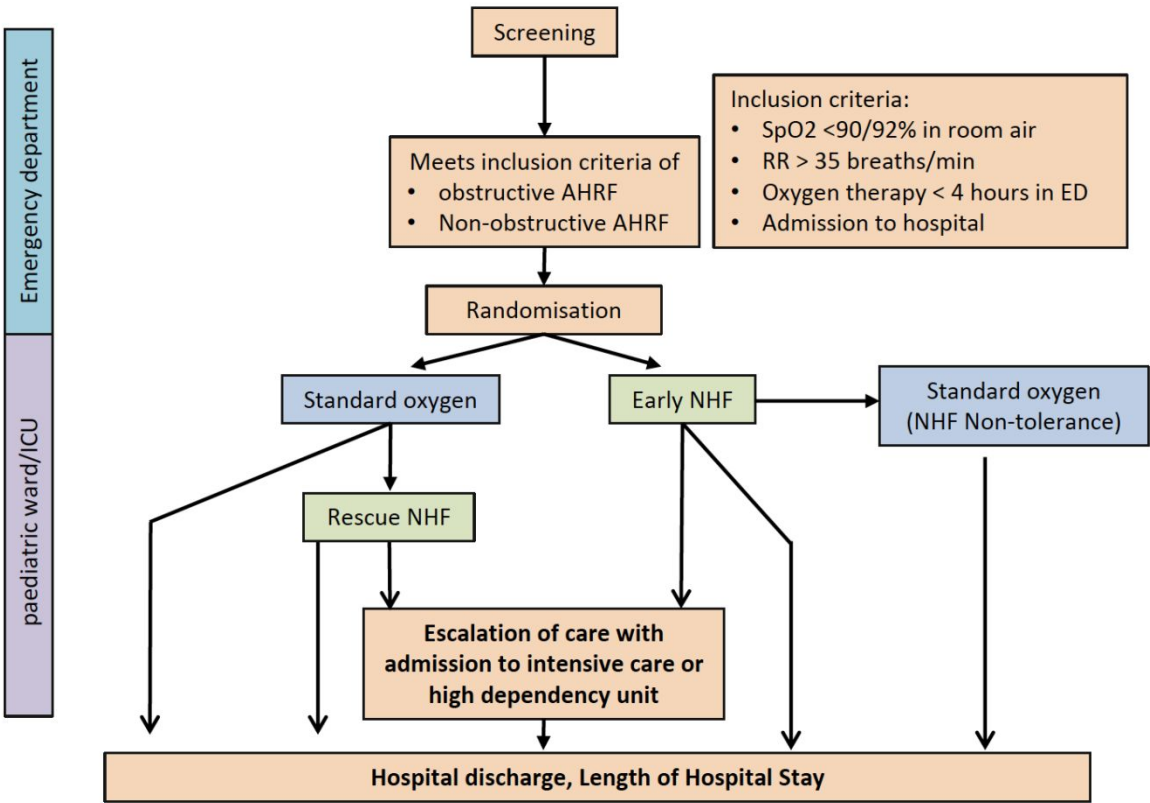 Screening
Emergency department
Inclusion criteria:
• SpO2 <90/92% in room air
• RR > 35 breaths/min
• Oxygen therapy < 4 hours in ED
• Admission to hospital
Meets inclusion criteria of
• obstructive AHRF
• Non-obstructive AHRF
Randomisation
paediatric ward/ICU
Standard oxygen
Early NHF
Standard oxygen
(NHF Non-tolerance)
Rescue NHF
Escalation of care with
admission to intensive care or
high dependency unit
Hospital discharge, Length of Hospital Stay